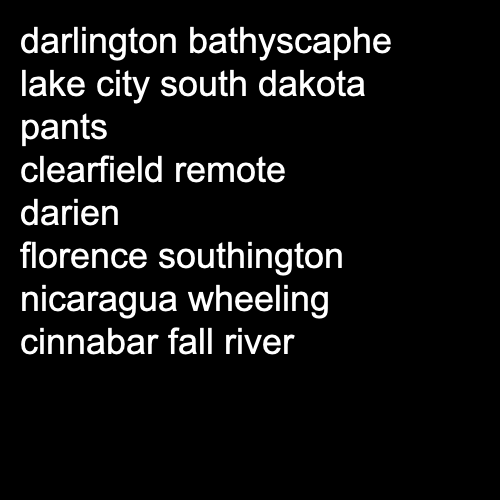 darlington bathyscaphe
lake city south dakota
pants
clearfield remote
darien
florence southington
nicaragua wheeling
cinnabar fall river